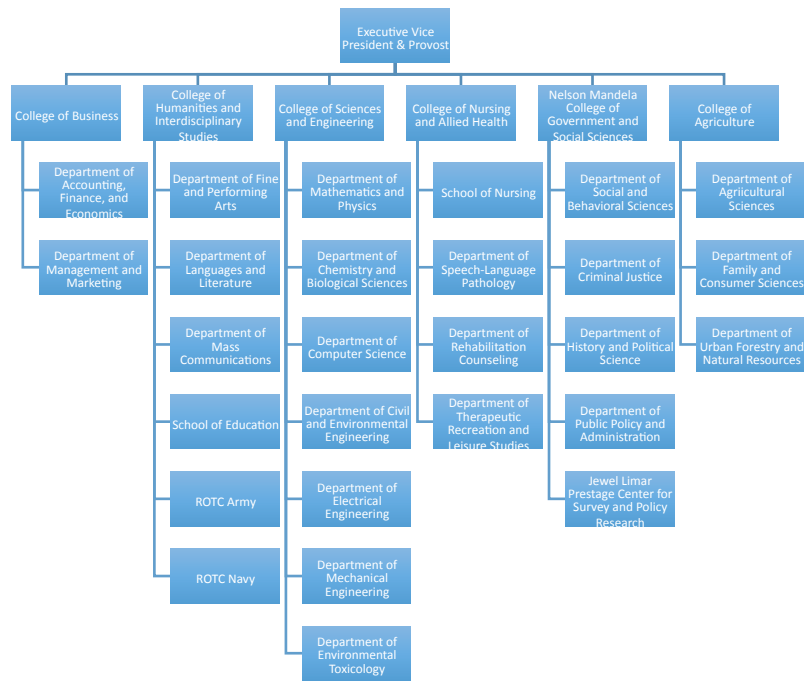 Executive Vice
President & Provost
College of Business
College of
Humanities and
Interdisciplinary
Studies
College of Sciences
and Engineering
College of Nursing
and Allied Health
Nelson Mandela
College of
Government and
Social Sciences
College of
Agriculture
Department of
Accounting,
Finance, and
Economics
Department of
Management and
Marketing
Department of Fine
and Performing
Arts
Department of
Languages and
Literature
Department of
Mass
Communications
School of Education
ROTC Army
ROTC Navy
Department of
Mathematics and
Physics
Department of
Chemistry and
Biological Sciences
Department of
Computer Science
Department of Civil
and Environmental
Engineering
Department of
Electrical
Engineering
Department of
Mechanical
Engineering
Department of
Environmental
Toxicology
School of Nursing
Department of
Speech-Language
Pathology
Department of
Rehabilitation
Counseling
Department of
Therapeutic
Recreation and
Leisure Studies
Department of
Social and
Behavioral Sciences
Department of
Criminal Justice
Department of
History and Political
Science
Department of
Public Policy and
Administration
Jewel Limar
Prestage Center for
Survey and Policy
Research
Department of
Agriicultural
Sciences
Department of
Family and
Consumer Sciences
Department of
Urban Forestry and
Natural Resources